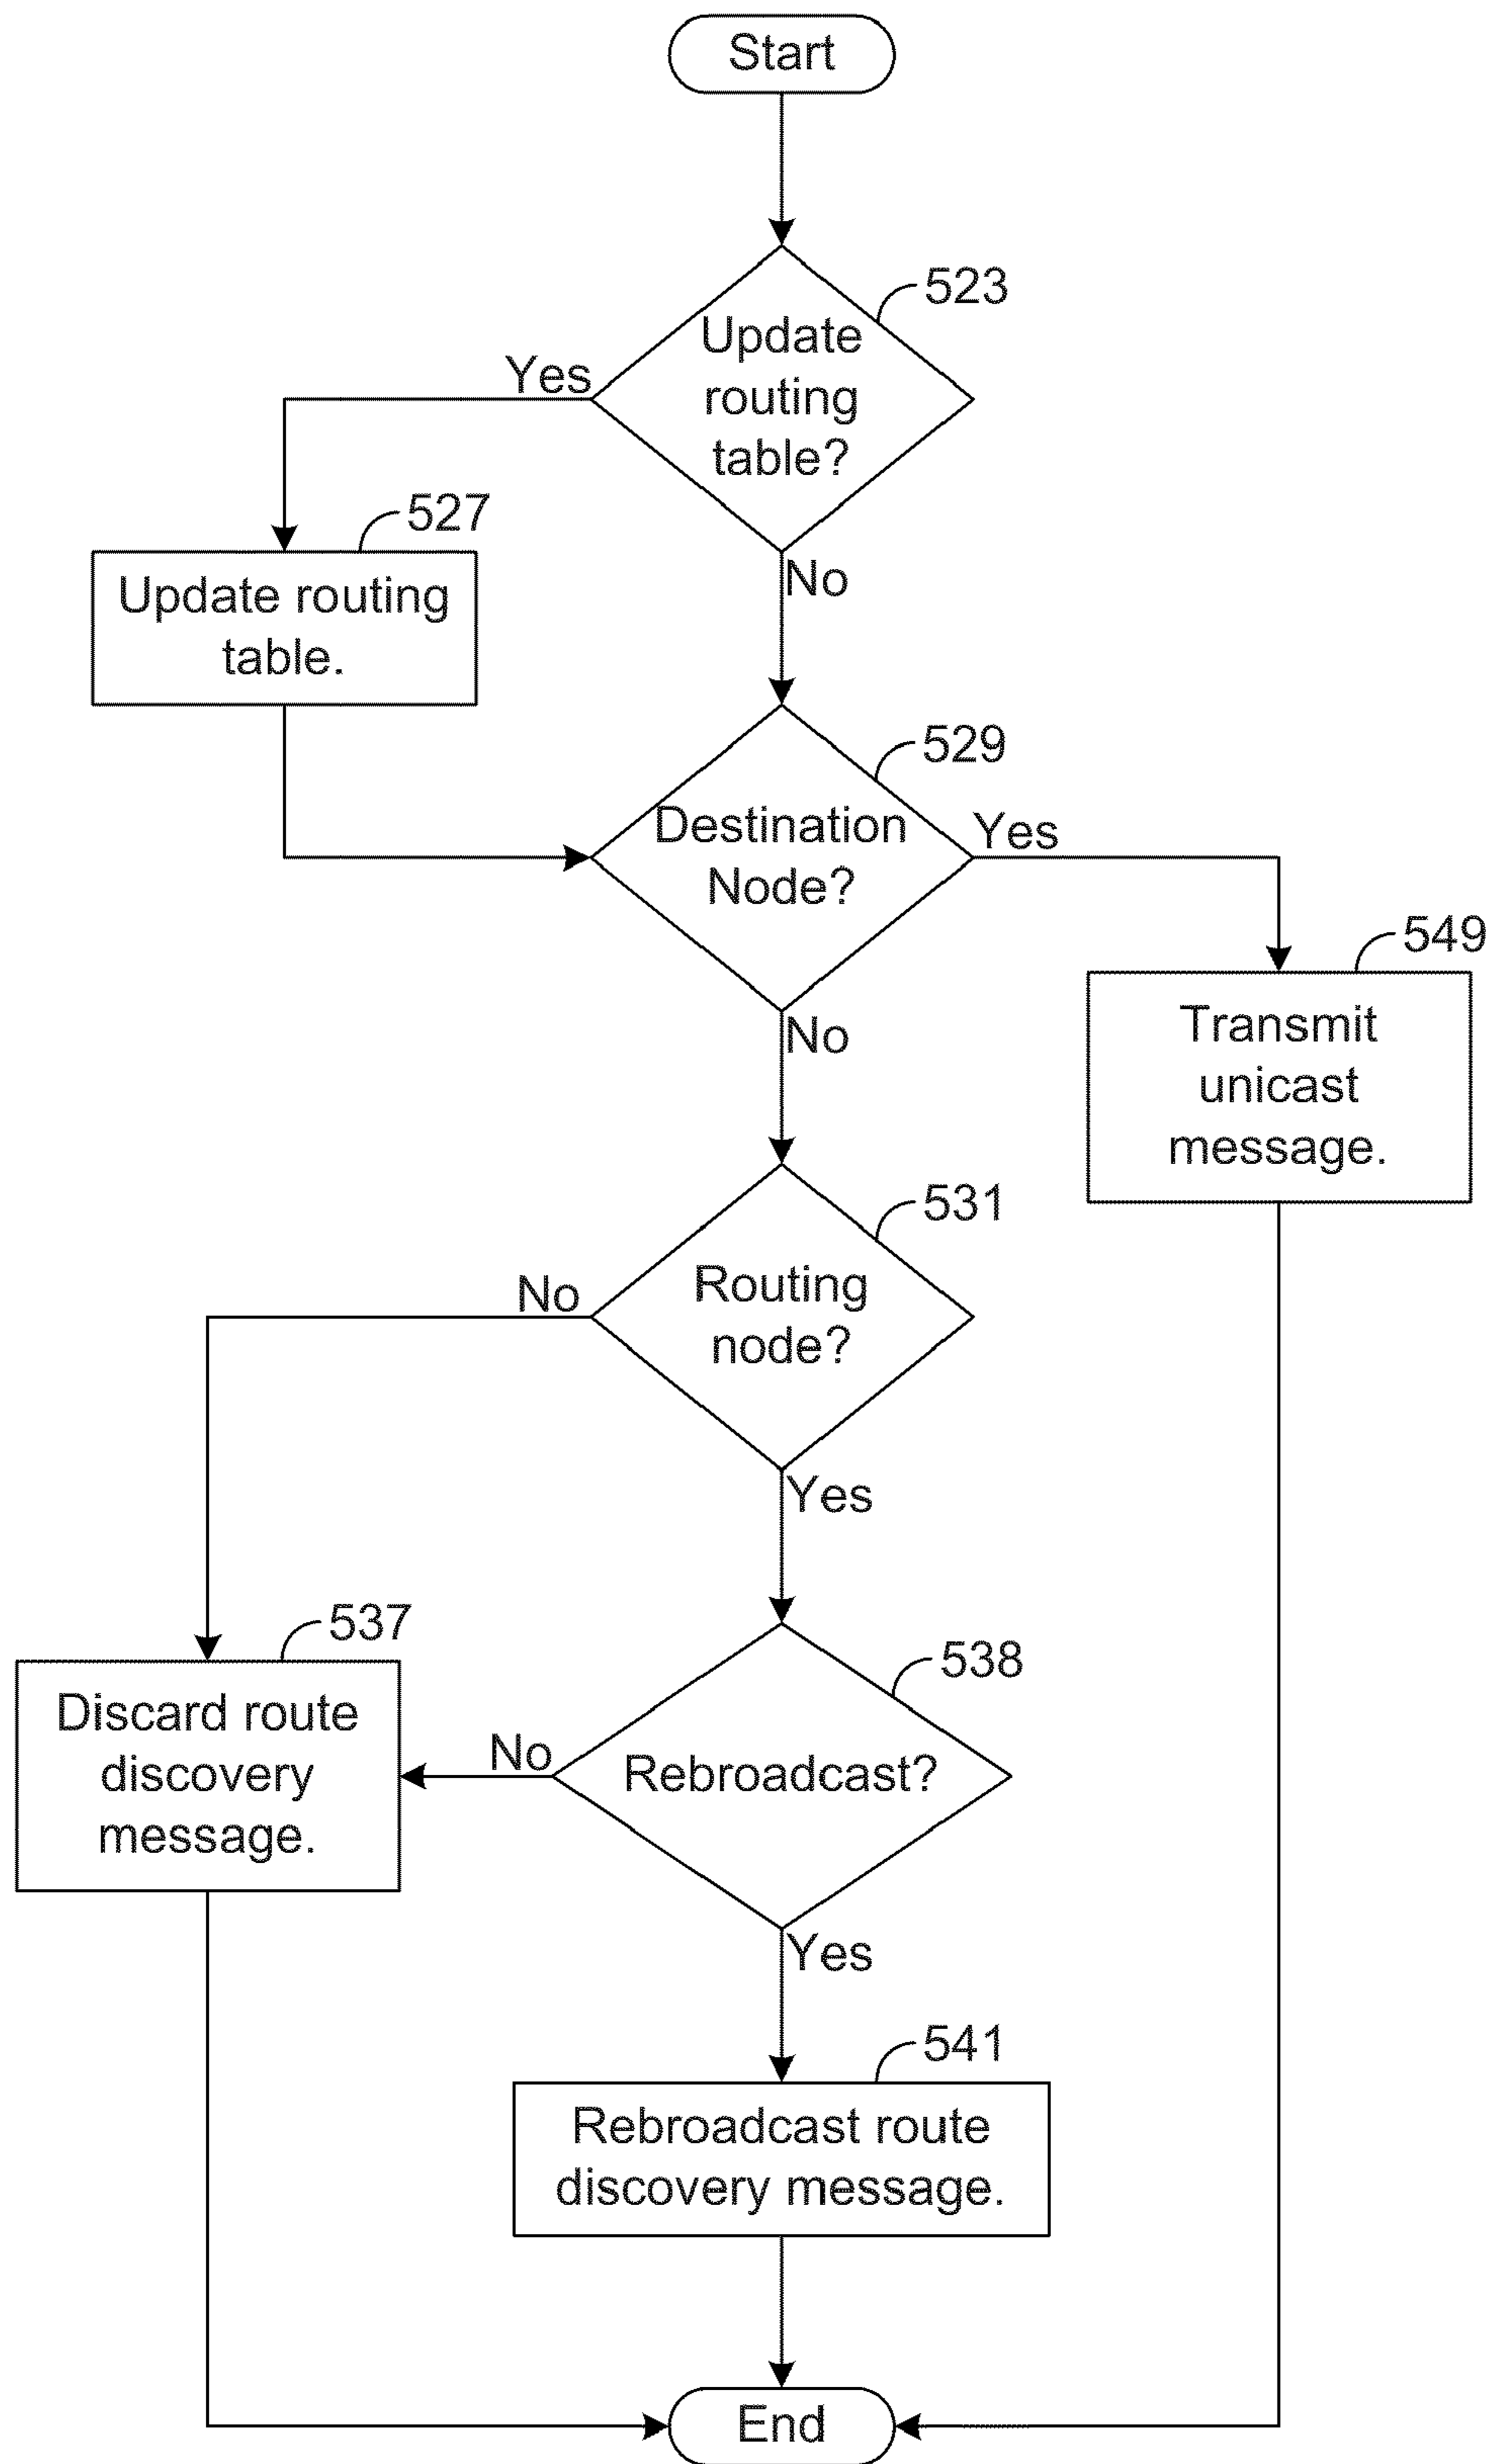 Start
523
Update
routing
table?
Yes
No
527
Update routing
table.
529
Destination
Node?
Yes
No
549
Transmit
unicast
message.
531
Routing
node?
No
Yes
537
Discard route
discovery
message.
538
Rebroadcast?
No
Yes
541
Rebroadcast route
discovery message.
End